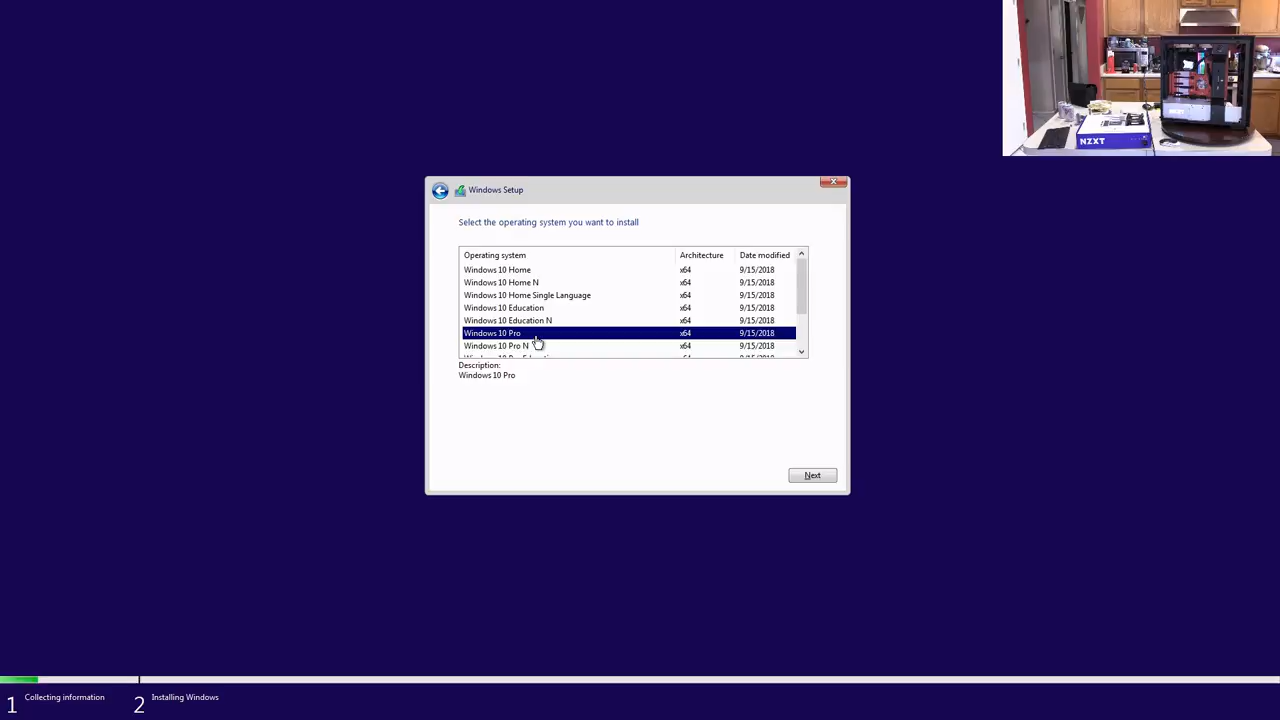 NZXT
Windows Setup
Select the operating system you want to install
Operating system Architecture Date modified
Windows 10 Home x64 9/15/2018
Windows 10 Home N x64 9/15/2018
Windows 10 Home Single Language x64 9/15/2018
Windows 10 Education x64 9/15/2018
Windows 10 Education N x64 9/15/2018
Windows 10 Pro x64 9/15/2018
Windows 10 Pro N x64 9/15/2018
Description:
Windows 10 Pro
Next
1 Collecting information 2 Installing Windows